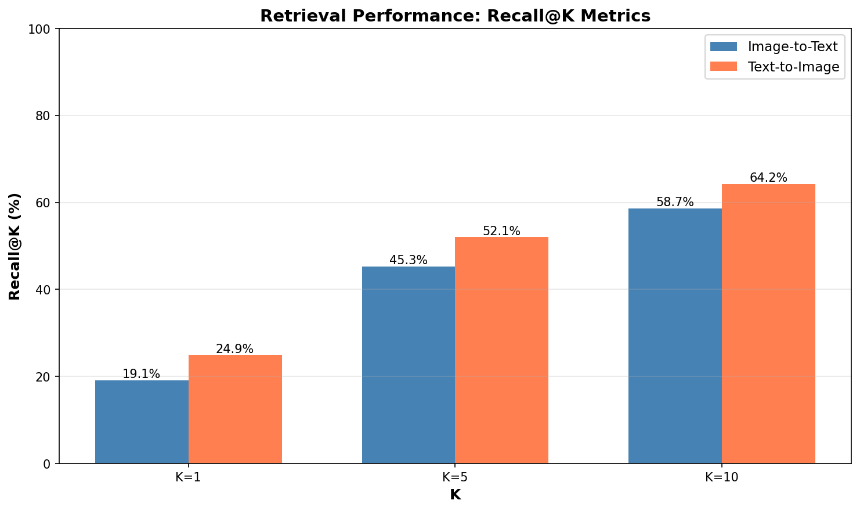 Retrieval Performance: Recall@K Metrics
Image-to-Text
Text-to-Image
Recall@K (%)
100
80
60
40
20
0
19.1%
24.9%
45.3%
52.1%
58.7%
64.2%
K=1
K=5
K=10
K